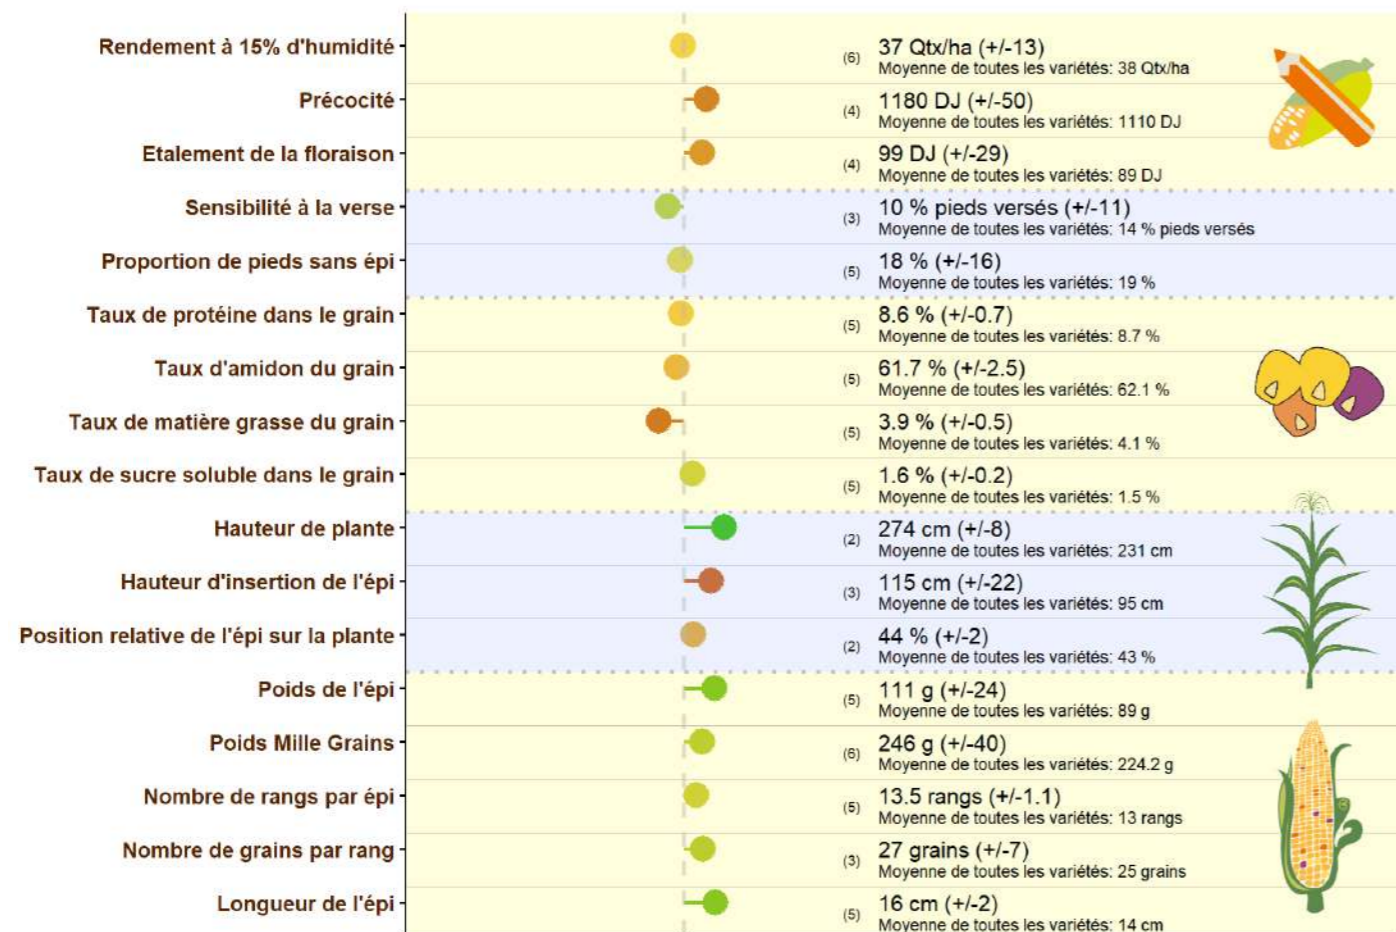 Rendement à 15% d'humidité
(6) 37 Qtx/ha (+/-13)
Moyenne de toutes les variétés: 38 Qtx/ha
Précocité
(4) 1180 DJ (+/-50)
Moyenne de toutes les variétés: 1110 DJ
Etalement de la floraison
(4) 99 DJ (+/-29)
Moyenne de toutes les variétés: 89 DJ
Sensibilité à la verse
(3) 10 % pieds versés (+/-11)
Moyenne de toutes les variétés: 14 % pieds versés
Proportion de pieds sans épi
(5) 18 % (+/-16)
Moyenne de toutes les variétés: 19 %
Taux de protéine dans le grain
(5) 8.6 % (+/-0.7)
Moyenne de toutes les variétés: 8.7 %
Taux d'amidon du grain
(5) 61.7 % (+/-2.5)
Moyenne de toutes les variétés: 62.1 %
Taux de matière grasse du grain
(5) 3.9 % (+/-0.5)
Moyenne de toutes les variétés: 4.1 %
Taux de sucre soluble dans le grain
(5) 1.6 % (+/-0.2)
Moyenne de toutes les variétés: 1.5 %
Hauteur de plante
(2) 274 cm (+/-8)
Moyenne de toutes les variétés: 231 cm
Hauteur d'insertion de l'épi
(3) 115 cm (+/-22)
Moyenne de toutes les variétés: 95 cm
Position relative de l'épi sur la plante
(2) 44 % (+/-2)
Moyenne de toutes les variétés: 43 %
Poids de l'épi
(5) 111 g (+/-24)
Moyenne de toutes les variétés: 89 g
Poids Mille Grains
(6) 246 g (+/-40)
Moyenne de toutes les variétés: 224.2 g
Nombre de rangs par épi
(5) 13.5 rangs (+/-1.1)
Moyenne de toutes les variétés: 13 rangs
Nombre de grains par rang
(3) 27 grains (+/-7)
Moyenne de toutes les variétés: 25 grains
Longueur de l'épi
(5) 16 cm (+/-2)
Moyenne de toutes les variétés: 14 cm